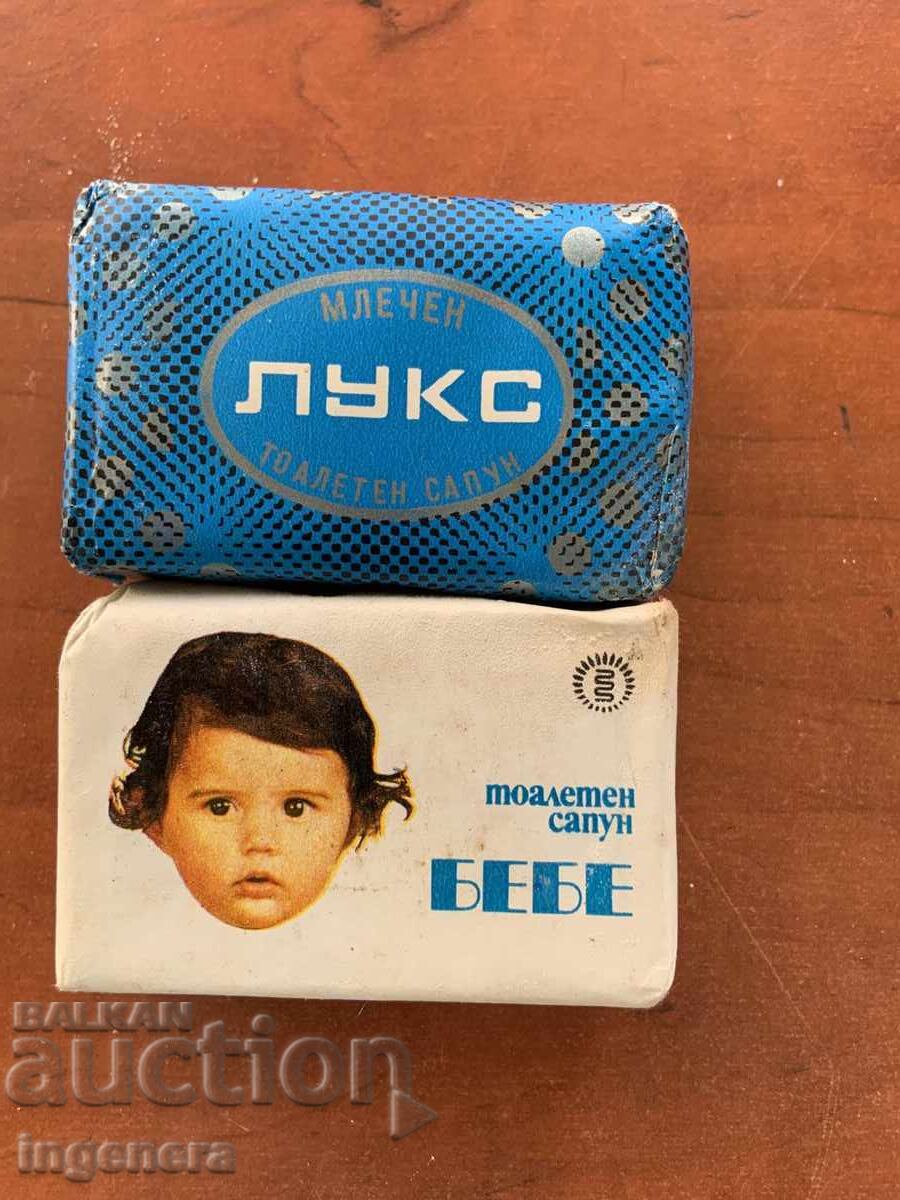 МЛЕЧЕН
ЛУКС
ТОАЛЕТЕН САПУН
тоалетен
сапун
БЕБЕ
BALKAN
auction
ingenera